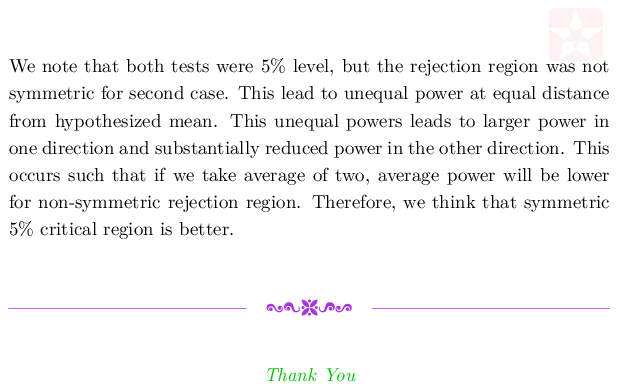 We note that both tests were 5% level, but the rejection region was not
symmetric for second case. This lead to unequal power at equal distance
from hypothesized mean. This unequal powers leads to larger power in
one direction and substantially reduced power in the other direction. This
occurs such that if we take average of two, average power will be lower
for non-symmetric rejection region. Therefore, we think that symmetric
5% critical region is better.
Thank You